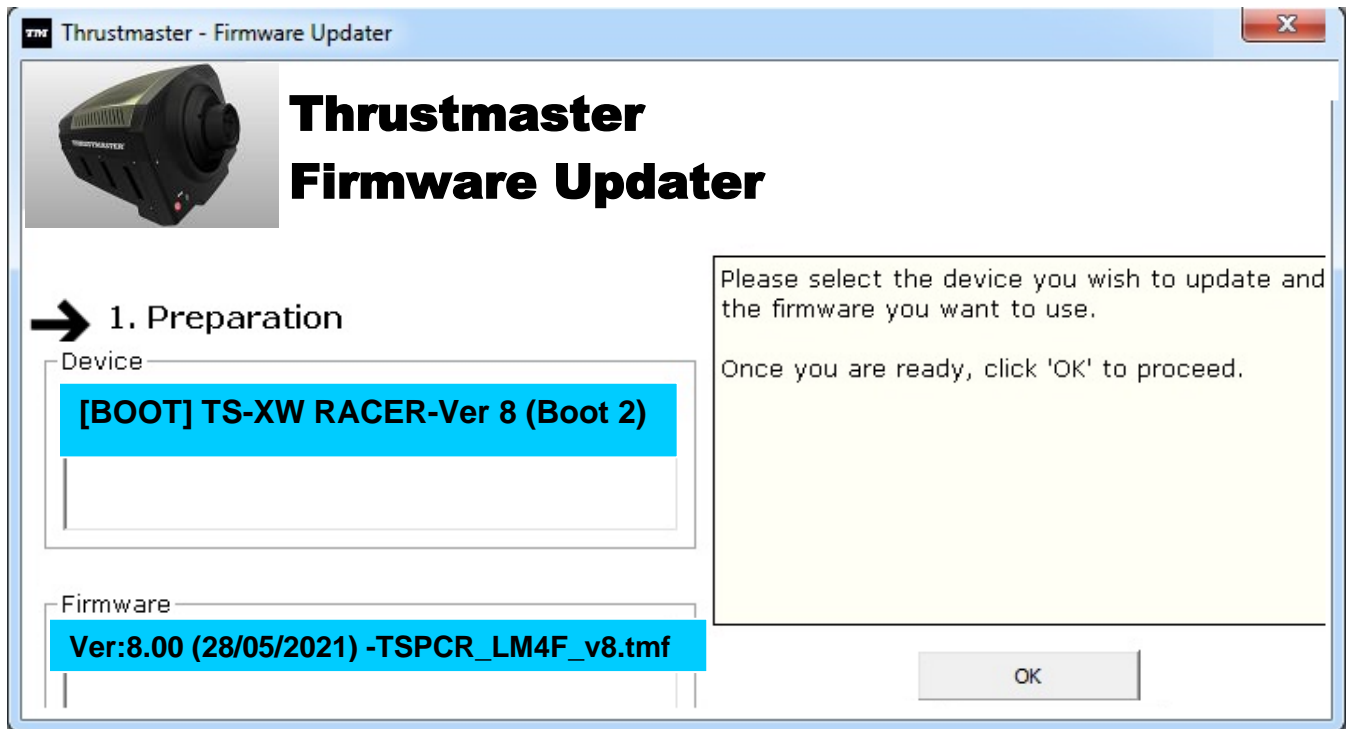 TM Thrustmaster - Firmware Updater
x
THRUSTMASTER
Thrustmaster
Firmware Updater
1. Preparation
Device
[BOOT] TS-XW RACER-Ver 8 (Boot 2)
Firmware
Ver:8.00 (28/05/2021) -TSPCR_LM4F_v8.tmf
Please select the device you wish to update and
the firmware you want to use.
Once you are ready, click 'OK' to proceed.
OK